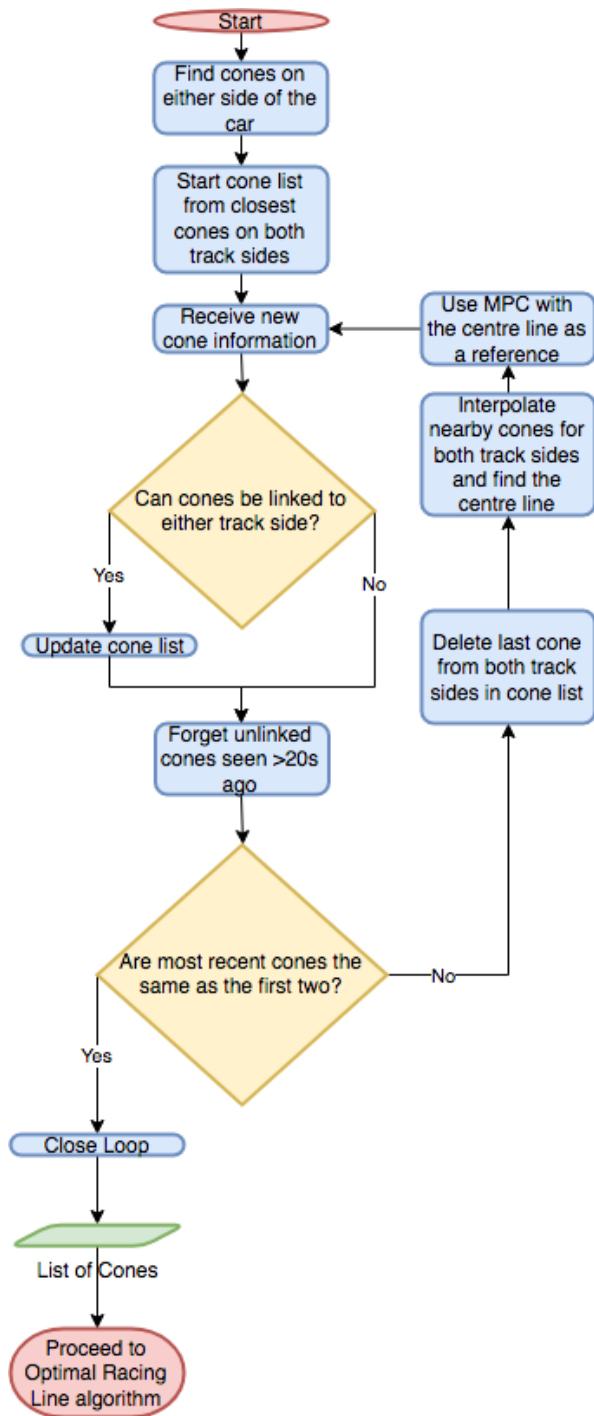 Start
Find cones on
either side of the
car
Start cone list
from closest
cones on both
track sides
Receive new
cone information
Use MPC with
the centre line as
a reference
Interpolate
nearby cones for
both track sides
and find the
centre line
Can cones be linked to
either track side?
Yes
No
Update cone list
Delete last cone
from both track
sides in cone list
Forget unlinked
cones seen >20s
ago
Are most recent cones the
same as the first two?
No
Yes
Close Loop
List of Cones
Proceed to
Optimal Racing
Line algorithm